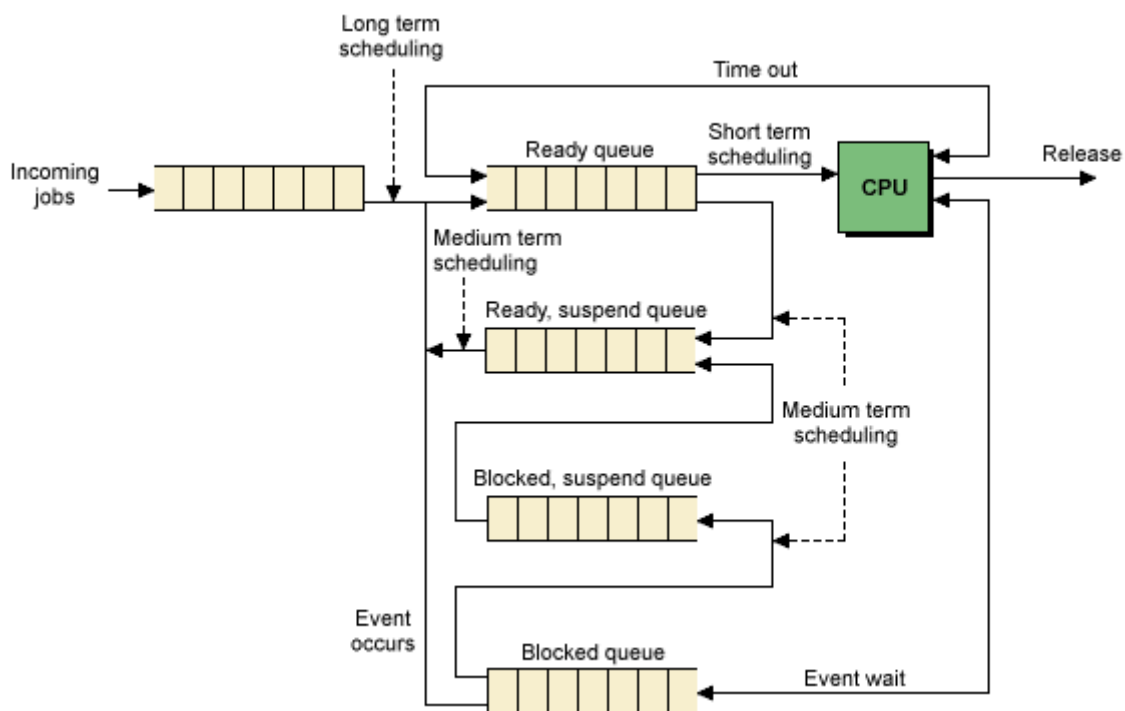 Long term
scheduling
Time out
Ready queue
Short term
scheduling
Incoming
jobs
CPU
Release
Medium term
scheduling
Ready, suspend queue
Medium term
scheduling
Blocked, suspend queue
Event
occurs
Blocked queue
Event wait